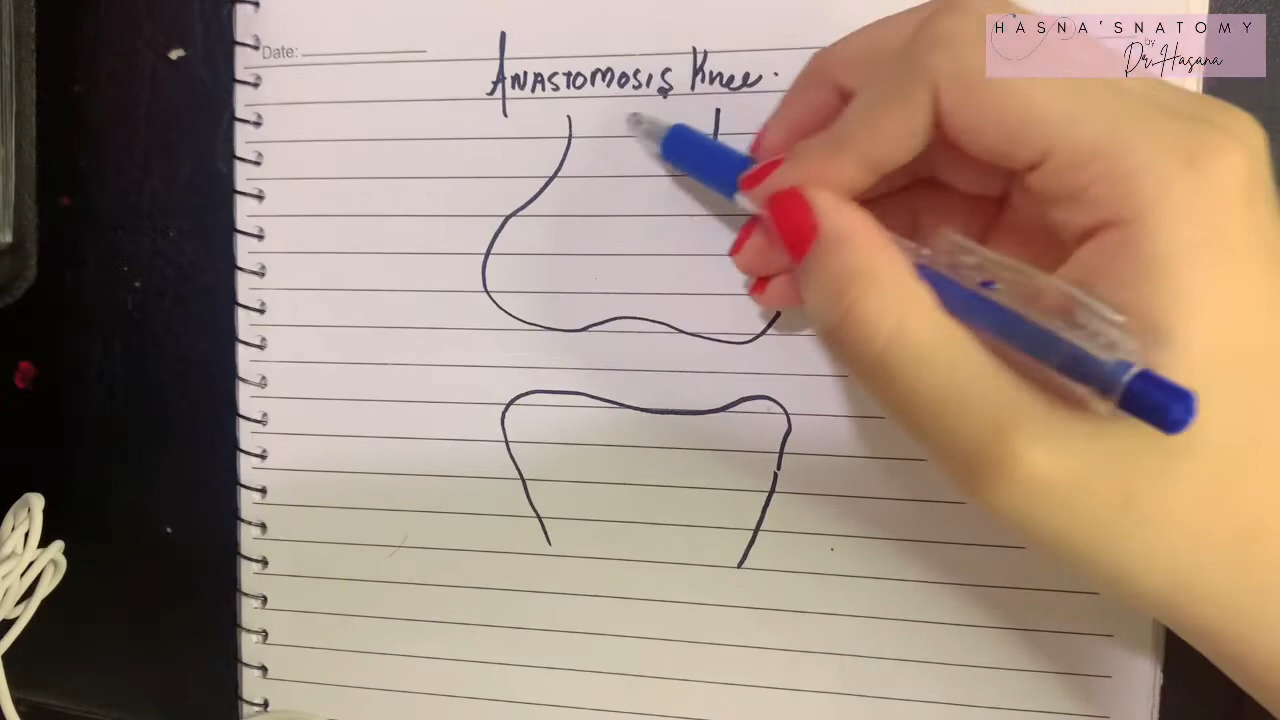 Date:
ANASTOMOSIS Knee.
HASNA'SNATOMY
by
Dr.Hasana